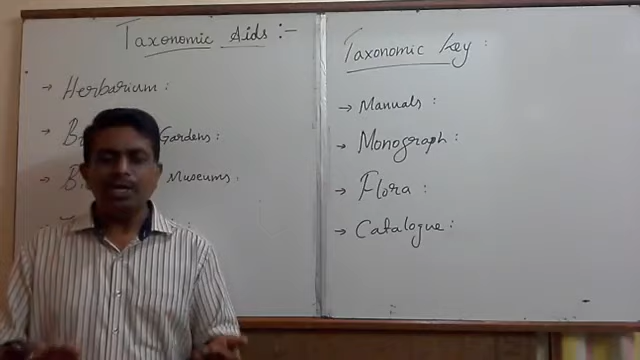 Taxonomic Aids :-
→ Herbarium :
→ Gardens :
→ Museums :
Taxonomic Key :
→ Manuals :
→ Monograph :
→ Flora :
→ Catalogue :